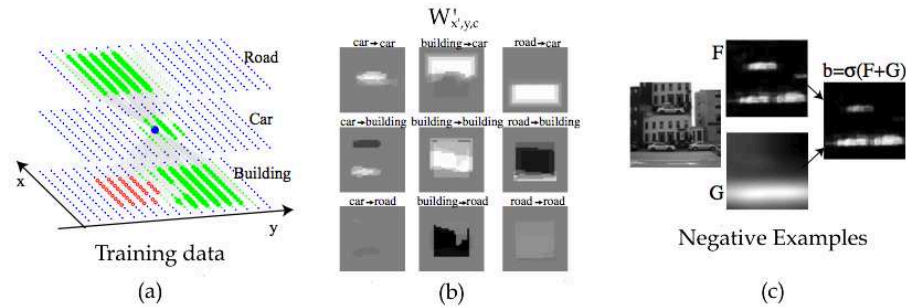 Road
Car
Building
x
y
Training data
(a)
W'x',y,c
car→car building→car road→car
car→building building→building road→building
car→road building→road road→road
(b)
F
G
b=σ(F+G)
Negative Examples
(c)